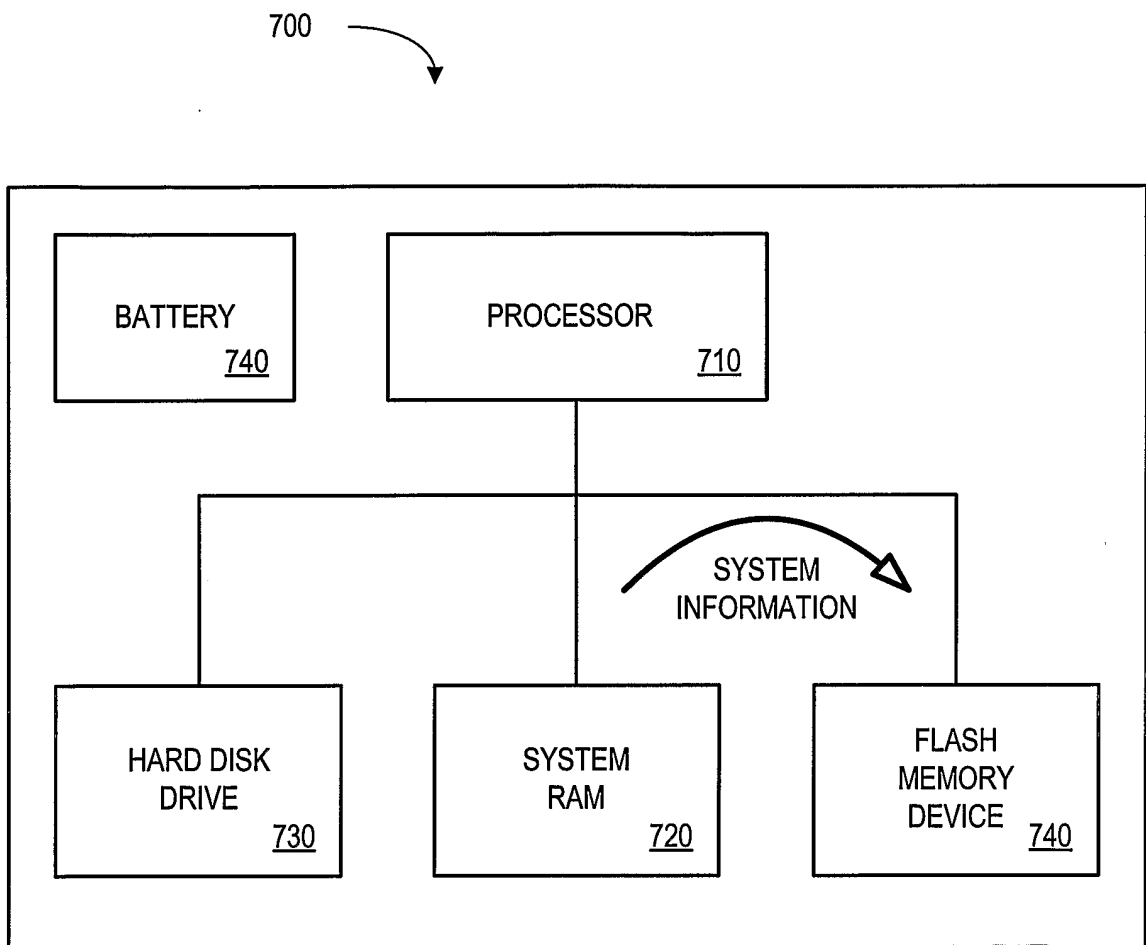 700
BATTERY
740
PROCESSOR
710
SYSTEM
INFORMATION
HARD DISK
DRIVE
730
SYSTEM
RAM
720
FLASH
MEMORY
DEVICE
740